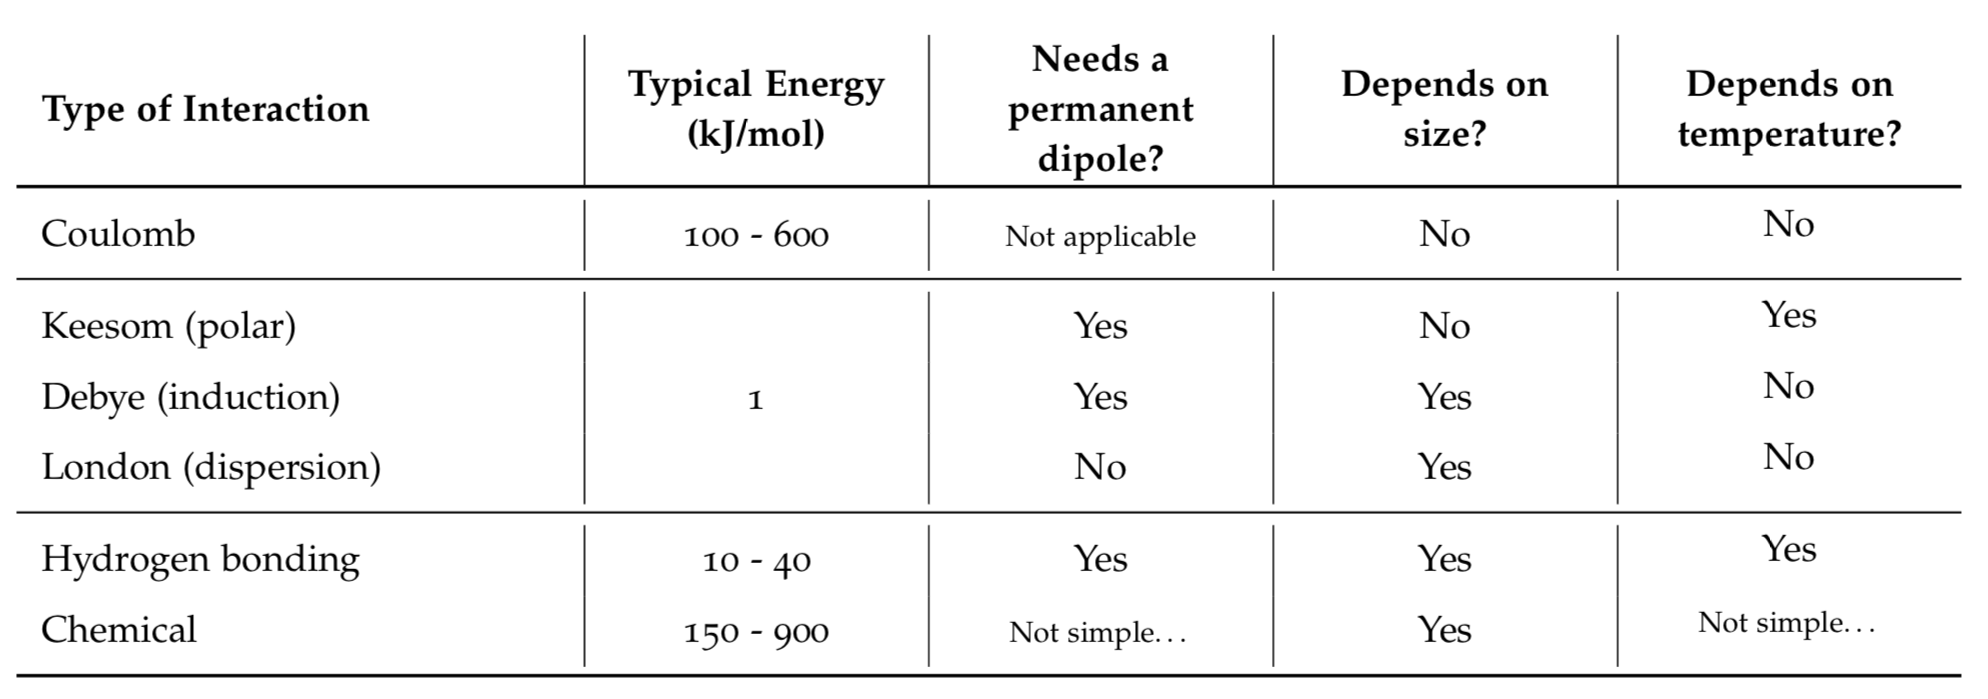 Type of Interaction | Typical Energy (kJ/mol) | Needs a permanent dipole? | Depends on size? | Depends on temperature?
Coulomb | 100 - 600 | Not applicable | No | No
Keesom (polar) | | Yes | No | Yes
Debye (induction) | 1 | Yes | Yes | No
London (dispersion) | | No | Yes | No
Hydrogen bonding | 10 - 40 | Yes | Yes | Yes
Chemical | 150 - 900 | Not simple... | Yes | Not simple...